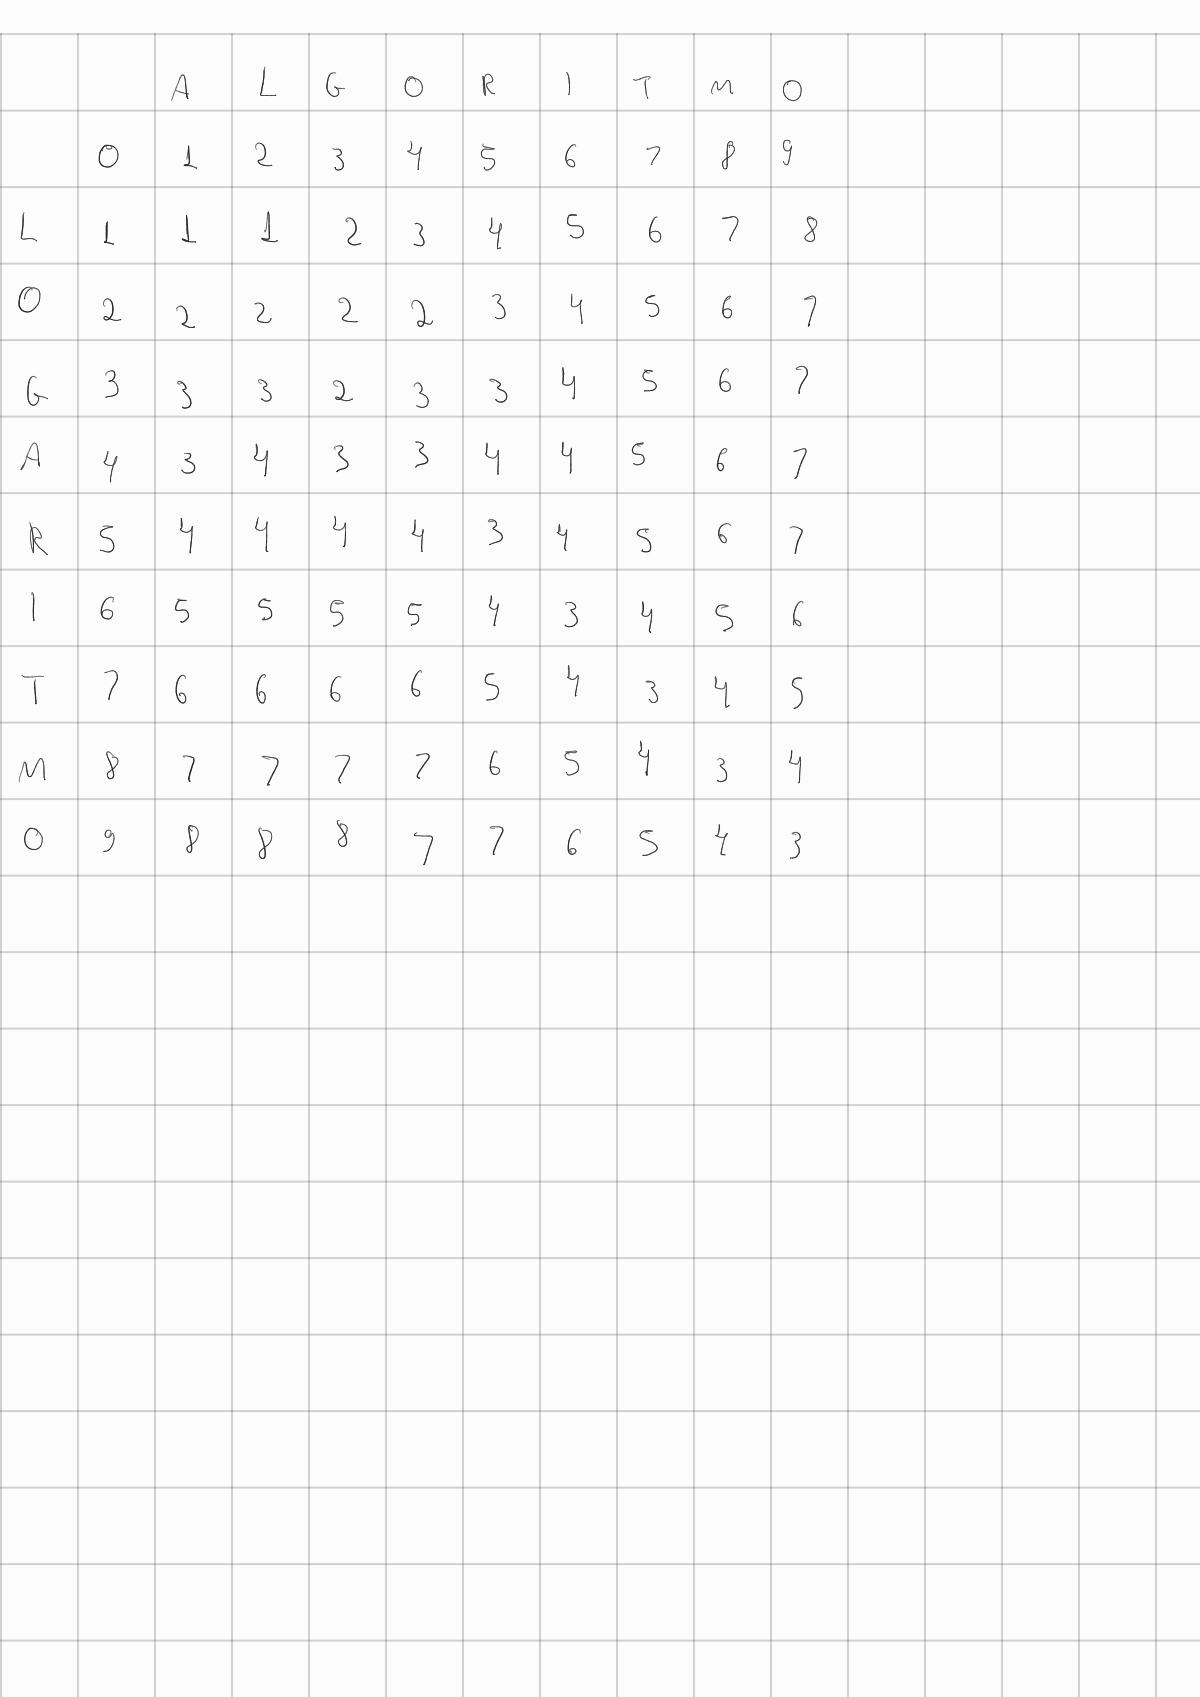 A L G O R I T M O
0 1 2 3 4 5 6 7 8 9
L 1 1 1 2 3 4 5 6 7 8
O 2 2 2 2 2 3 4 5 6 7
G 3 3 3 2 3 3 4 5 6 7
A 4 3 4 3 3 4 4 5 6 7
R 5 4 4 4 4 3 4 5 6 7
I 6 5 5 5 5 4 3 4 5 6
T 7 6 6 6 6 5 4 3 4 5
M 8 7 7 7 7 6 5 4 3 4
O 9 8 8 8 7 7 6 5 4 3